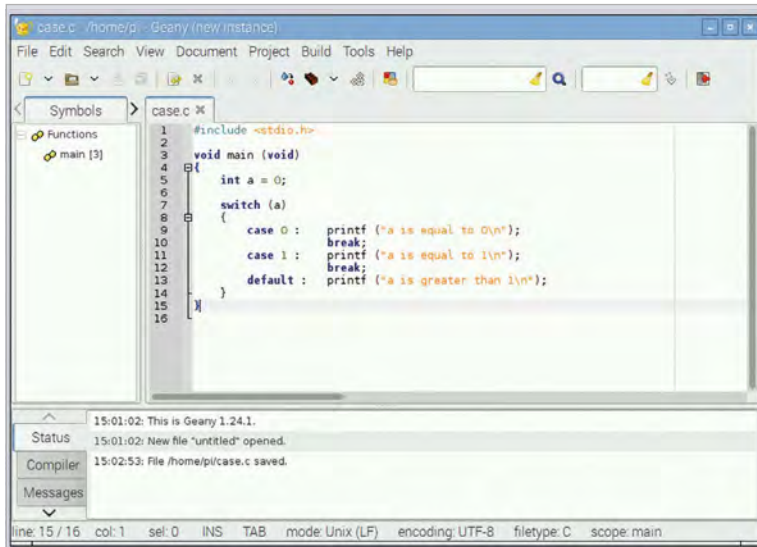 case.c - /home/pi - Geany (new instance)
File Edit Search View Document Project Build Tools Help
Symbols
case.c
Functions
main [3]
1 #include <stdio.h>
2
3 void main (void)
4 {
5 int a = 0;
6
7 switch (a)
8 {
9 case 0 : printf ("a is equal to 0\n");
10 break;
11 case 1 : printf ("a is equal to 1\n");
12 break;
13 default : printf ("a is greater than 1\n");
14 }
15 }
16
Status
Compiler
Messages
15:01:02: This is Geany 1.24.1.
15:01:02: New file "untitled" opened.
15:02:53: File /home/pi/case.c saved.
line: 15 / 16 col: 1 sel: 0 INS TAB mode: Unix (LF) encoding: UTF-8 filetype: C scope: main